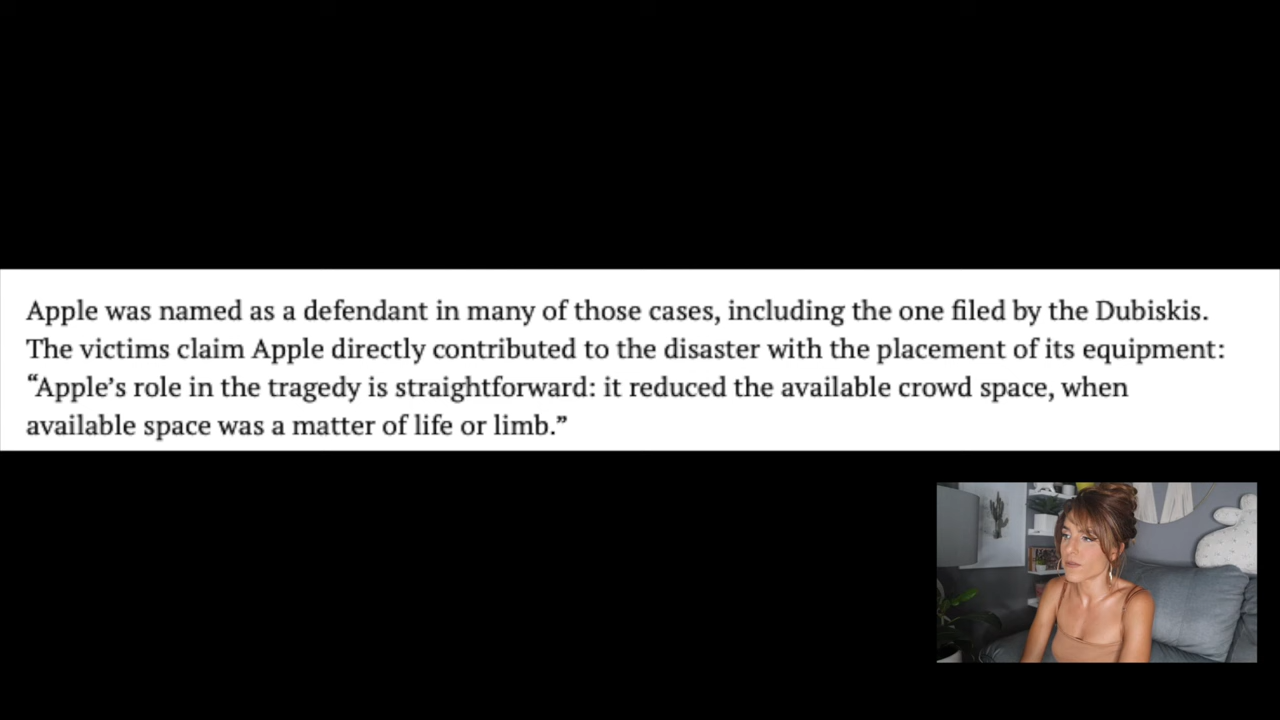 Apple was named as a defendant in many of those cases, including the one filed by the Dubiskis.
The victims claim Apple directly contributed to the disaster with the placement of its equipment:
“Apple’s role in the tragedy is straightforward: it reduced the available crowd space, when
available space was a matter of life or limb.”